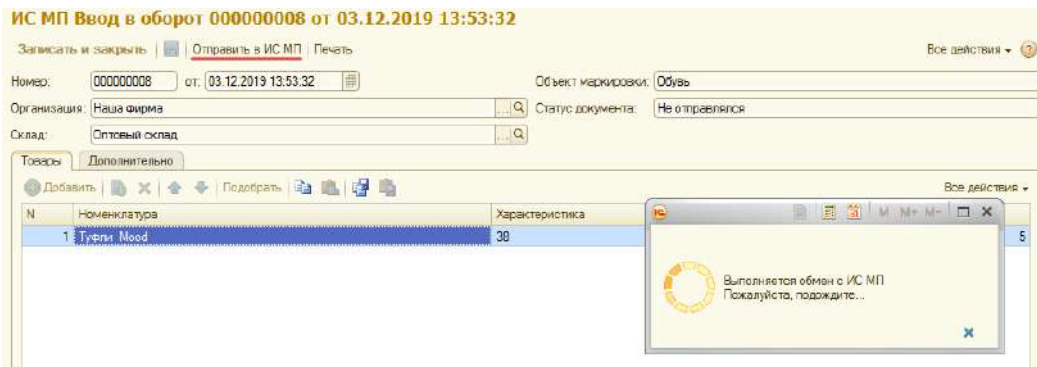 ИС МП Ввод в оборот 000000008 от 03.12.2019 13:53:32
Записать и закрыть Отправить в ИС МП Печать Все действия
Номер: 000000008 от: 03.12.2019 13:53:32 Объект маркировки: Обувь
Организация: Наша Фирма ... Статус документа: Не отправлялся
Склад: Оптовый склад ...
Товары Дополнительно
Добавить Подобрать Все действия
N Номенклатура Характеристика M M+ M-
1 Туфли Mood 38 5
Выполняется обмен с ИС МП
Пожалуйста, подождите...